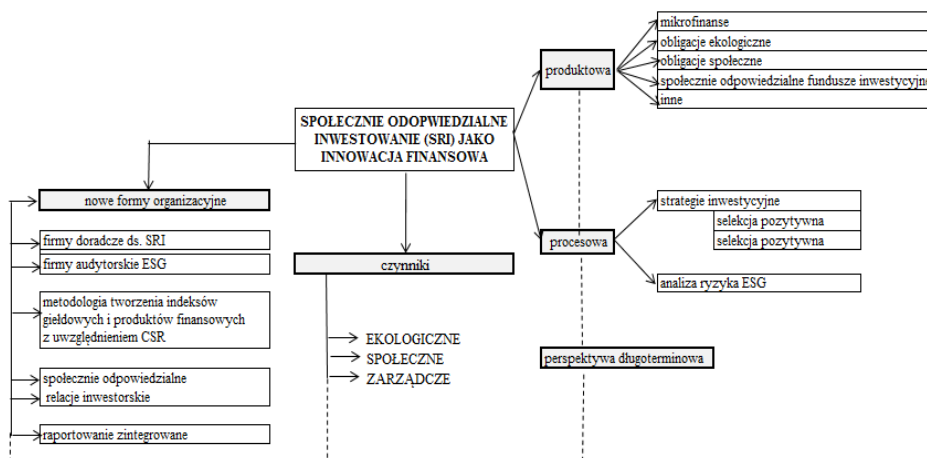 mikrofinanse
obligacje ekologiczne
produktowa
obligacje społeczne
społecznie odpowiedzialne fundusze inwestycyjne
inne
SPOŁECZNIE ODOPWIEDZIALNE
INWESTOWANIE (SRI) JAKO
INNOWACJA FINANSOWA
nowe formy organizacyjne
firmy doradcze ds. SRI
firmy audytorskie ESG
metodologia tworzenia indeksów
giełdowych i produktów finansowych
z uwzględnieniem CSR
społecznie odpowiedzialne
relacje inwestorskie
raportowanie zintegrowane
czynniki
EKOLOGICZNE
SPOŁECZNE
ZARZĄDCZE
procesowa
strategie inwestycyjne
selekcja pozytywna
selekcja pozytywna
analiza ryzyka ESG
perspektywa długoterminowa